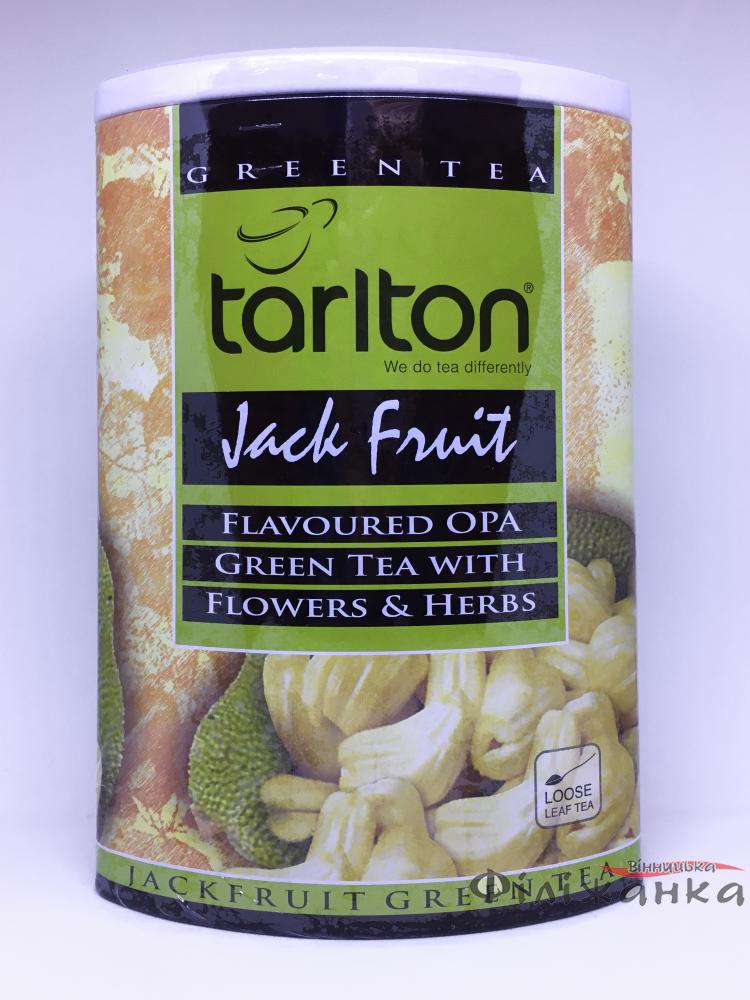 GREEN TEA
tarlton®
We do tea differently
Jack Fruit
FLAVOURED OPA
GREEN TEA WITH
FLOWERS & HERBS
LOOSE
LEAF TEA
JACKFRUIT GREEN TEA
Вінницька
Філіжанка